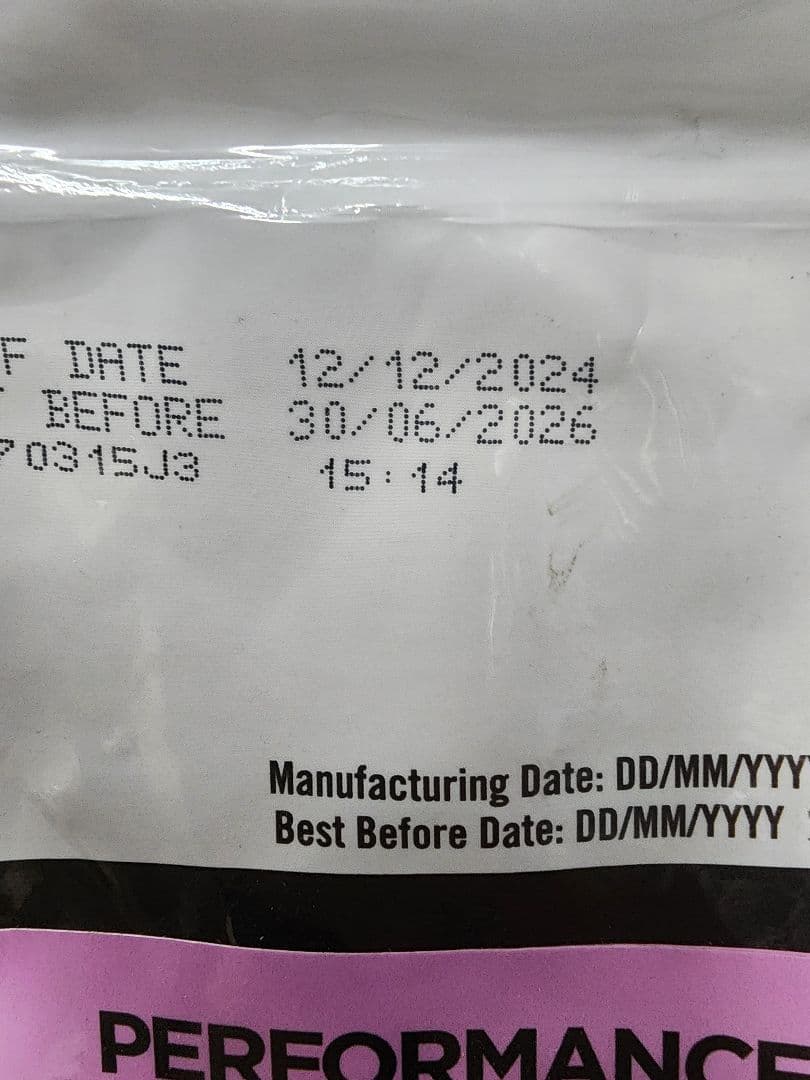 F DATE 12/12/2024
BEFORE 30/06/2026
70315J3 15:14
Manufacturing Date: DD/MM/YYY
Best Before Date: DD/MM/YYYY
PERFORMANCE